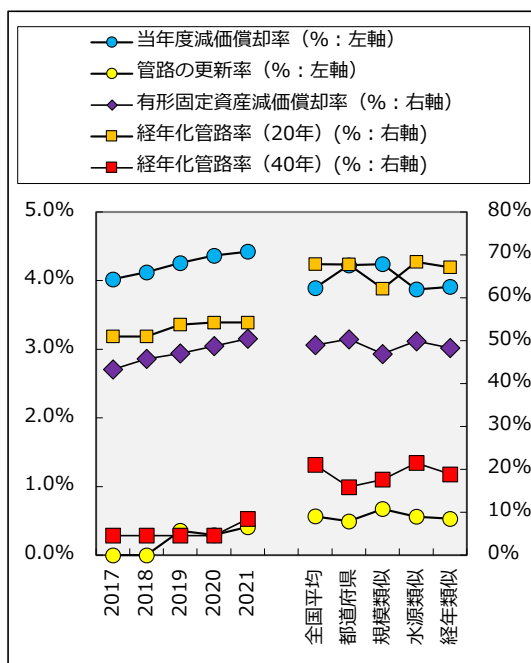 当年度減価償却率（%：左軸）
管路の更新率（%：左軸）
有形固定資産減価償却率（%：右軸）
経年化管路率（20年）(%：右軸)
経年化管路率（40年）(%：右軸)
5.0%
4.0%
3.0%
2.0%
1.0%
0.0%
80%
70%
60%
50%
40%
30%
20%
10%
0%
2017
2018
2019
2020
2021
全国平均
都道府県
規模類似
水源類似
経年類似